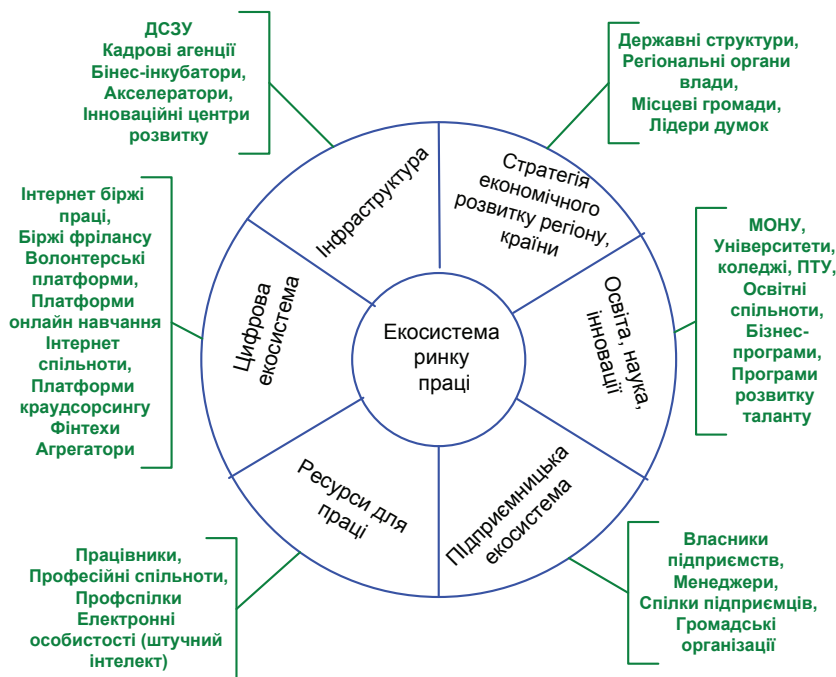 ДСЗУ
Кадрові агенції
Бінес-інкубатори,
Акселератори,
Інноваційні центри
розвитку
Державні структури,
Регіональні органи
влади,
Місцеві громади,
Лідери думок
Інфраструктура
Стратегія
економічного
розвитку регіону,
країни
Інтернет біржі
праці,
Біржі фрілансу
Волонтерські
платформи,
Платформи
онлайн навчання
Інтернет
спільноти,
Платформи
краудсорсингу
Фінтехи
Агрегатори
Цифрова
екосистема
Екосистема
ринку
праці
Освіта, наука,
інновації
МОНУ,
Університети,
коледжі, ПТУ,
Освітні
спільноти,
Бізнес-
програми,
Програми
розвитку
таланту
Ресурси для
праці
Підприємницька
екосистема
Працівники,
Професійні спільноти,
Профспілки
Електронні
особистості (штучний
інтелект)
Власники
підприємств,
Менеджери,
Спілки підприємців,
Громадські
організації